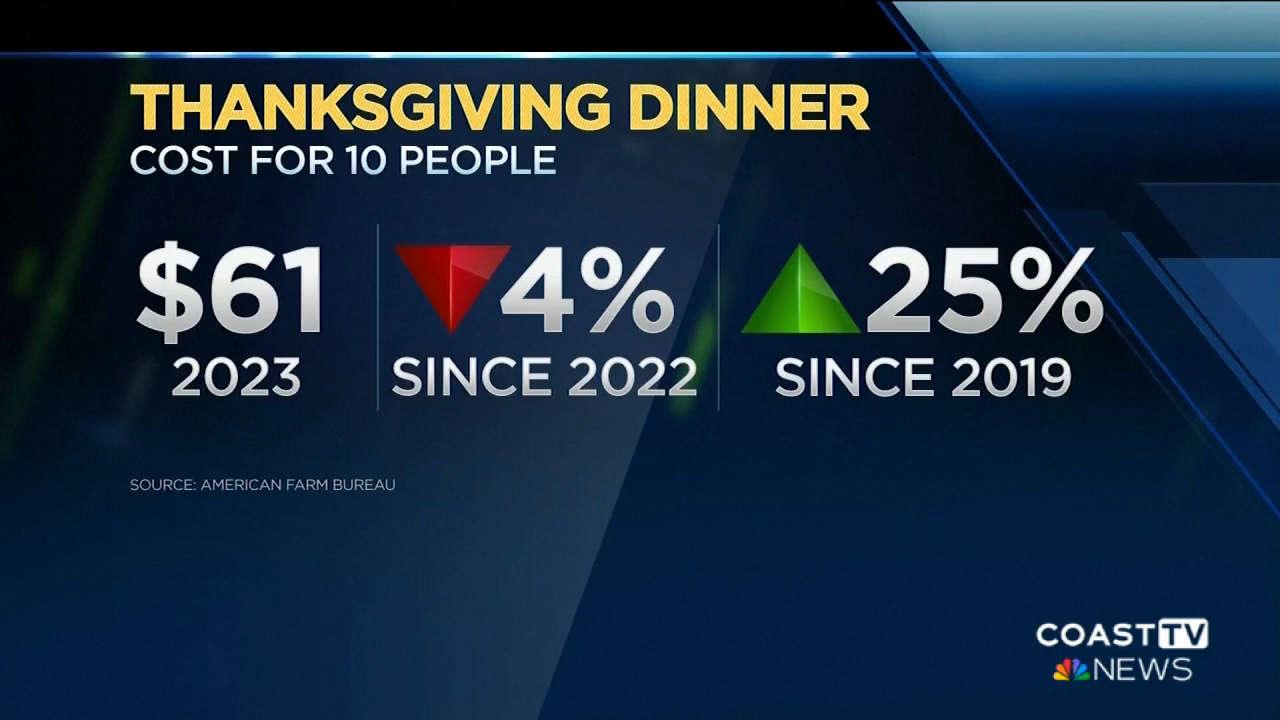 THANKSGIVING DINNER
COST FOR 10 PEOPLE
$61
2023
4%
SINCE 2022
25%
SINCE 2019
SOURCE: AMERICAN FARM BUREAU
COAST TV
NEWS